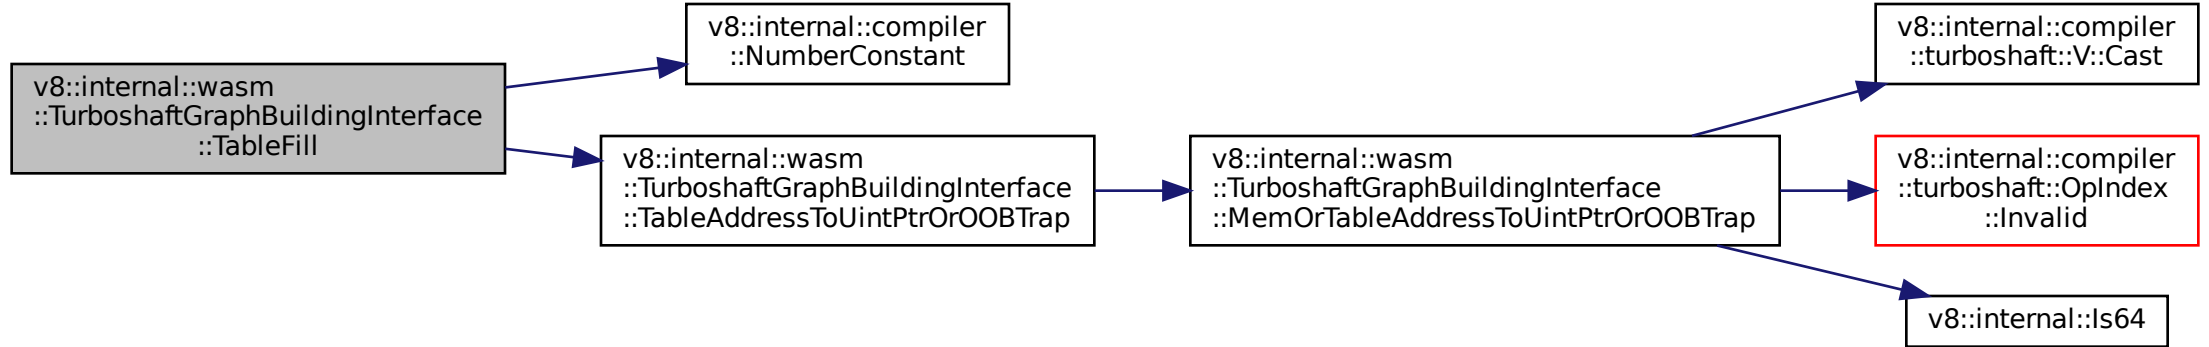 v8::internal::wasm
::TurboshaftGraphBuildingInterface
::TableFill
v8::internal::compiler
::NumberConstant
v8::internal::wasm
::TurboshaftGraphBuildingInterface
::TableAddressToUintPtrOrOOBTrap
v8::internal::wasm
::TurboshaftGraphBuildingInterface
::MemOrTableAddressToUintPtrOrOOBTrap
v8::internal::compiler
::turboshaft::V::Cast
v8::internal::compiler
::turboshaft::OpIndex
::Invalid
v8::internal::Is64